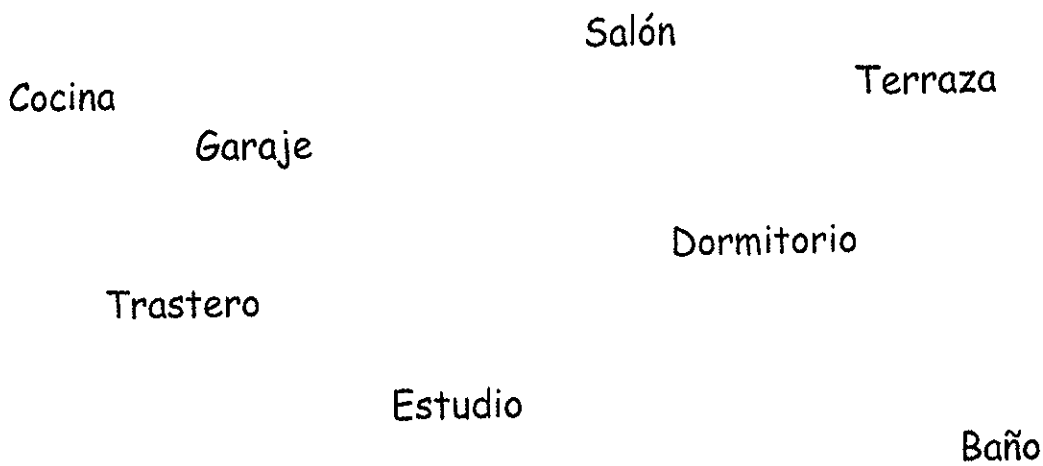 Salón
Terraza
Cocina
Garaje
Dormitorio
Trastero
Estudio
Baño